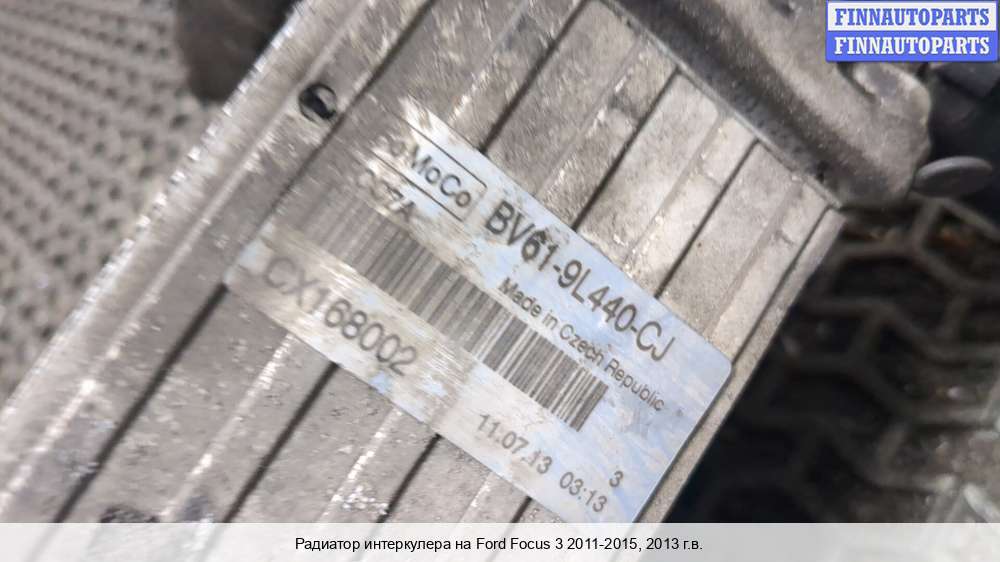 FINNAUTOPARTS
FINNAUTOPARTS
MoCo
BV61-9L440-CJ
Made in Czech Republic
CX168002
11.07.13 03:13
3
Радиатор интеркулера на Ford Focus 3 2011-2015, 2013 г.в.